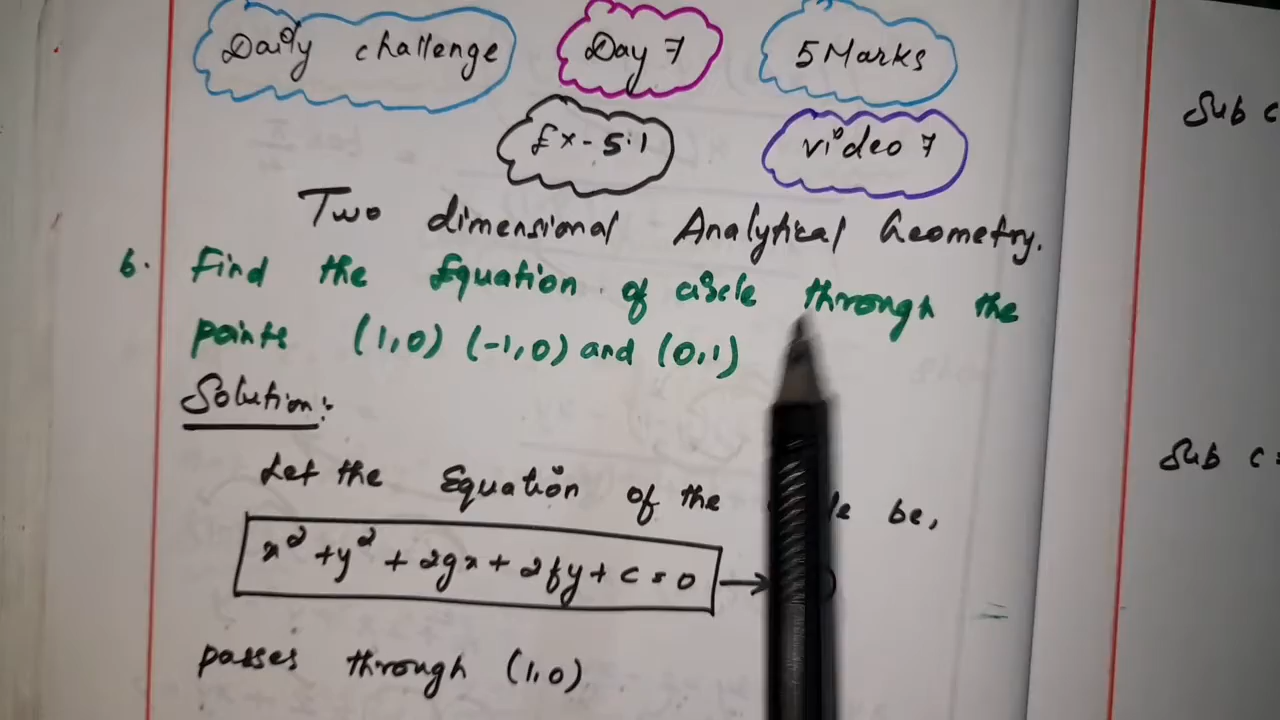 Daily challenge
Day 7
5 Marks
Ex - 5.1
video 7
Two dimensional Analytical Geometry.
6. Find the Equation of circle through the
points (1,0) (-1,0) and (0,1)
Solution:
Let the Equation of the be,
x² + y² + 2gx + 2fy + c = 0 →
passes through (1,0)
Sub c
Sub c =